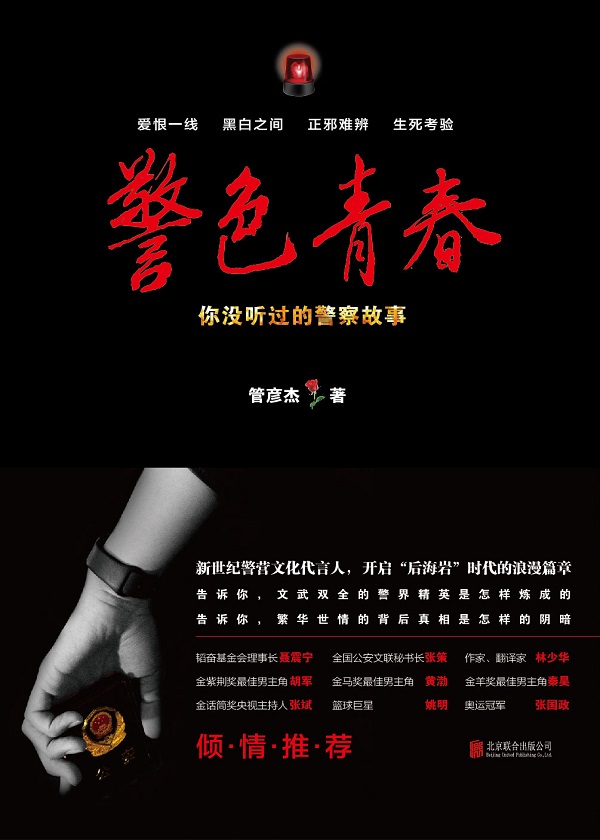 爱恨一线 黑白之间 正邪难辨 生死考验
警色青春
你没听过的警察故事
管彦杰 著
新世纪警营文化代言人，开启“后海岩”时代的浪漫篇章
告诉你，文武双全的警界精英是怎样炼成的
告诉你，繁华世情的背后真相是怎样的阴暗
韬奋基金会理事长 聂震宁 全国公安文联秘书长 张策 作家、翻译家 林少华
金紫荆奖最佳男主角 胡军 金马奖最佳男主角 黄渤 金羊奖最佳男主角 秦昊
金话筒奖央视主持人 张斌 篮球巨星 姚明 奥运冠军 张国政
倾·情·推·荐
北京联合出版公司
Beijing United Publishing Co.,Ltd.